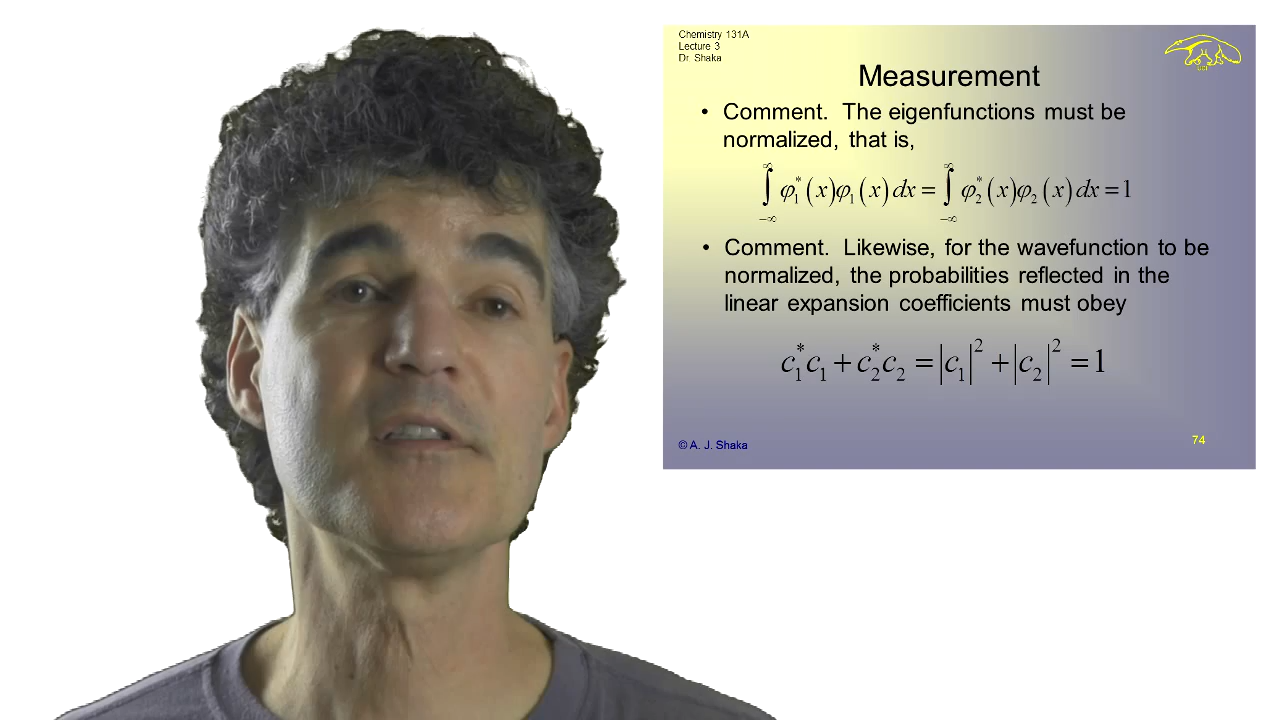 Chemistry 131A
Lecture 3
Dr. Shaka
UCI
Measurement
• Comment. The eigenfunctions must be
normalized, that is,
∫_{-∞}^{∞} φ₁*(x)φ₁(x)dx = ∫_{-∞}^{∞} φ₂*(x)φ₂(x)dx = 1
• Comment. Likewise, for the wavefunction to be
normalized, the probabilities reflected in the
linear expansion coefficients must obey
c₁*c₁ + c₂*c₂ = |c₁|² + |c₂|² = 1
© A. J. Shaka
74